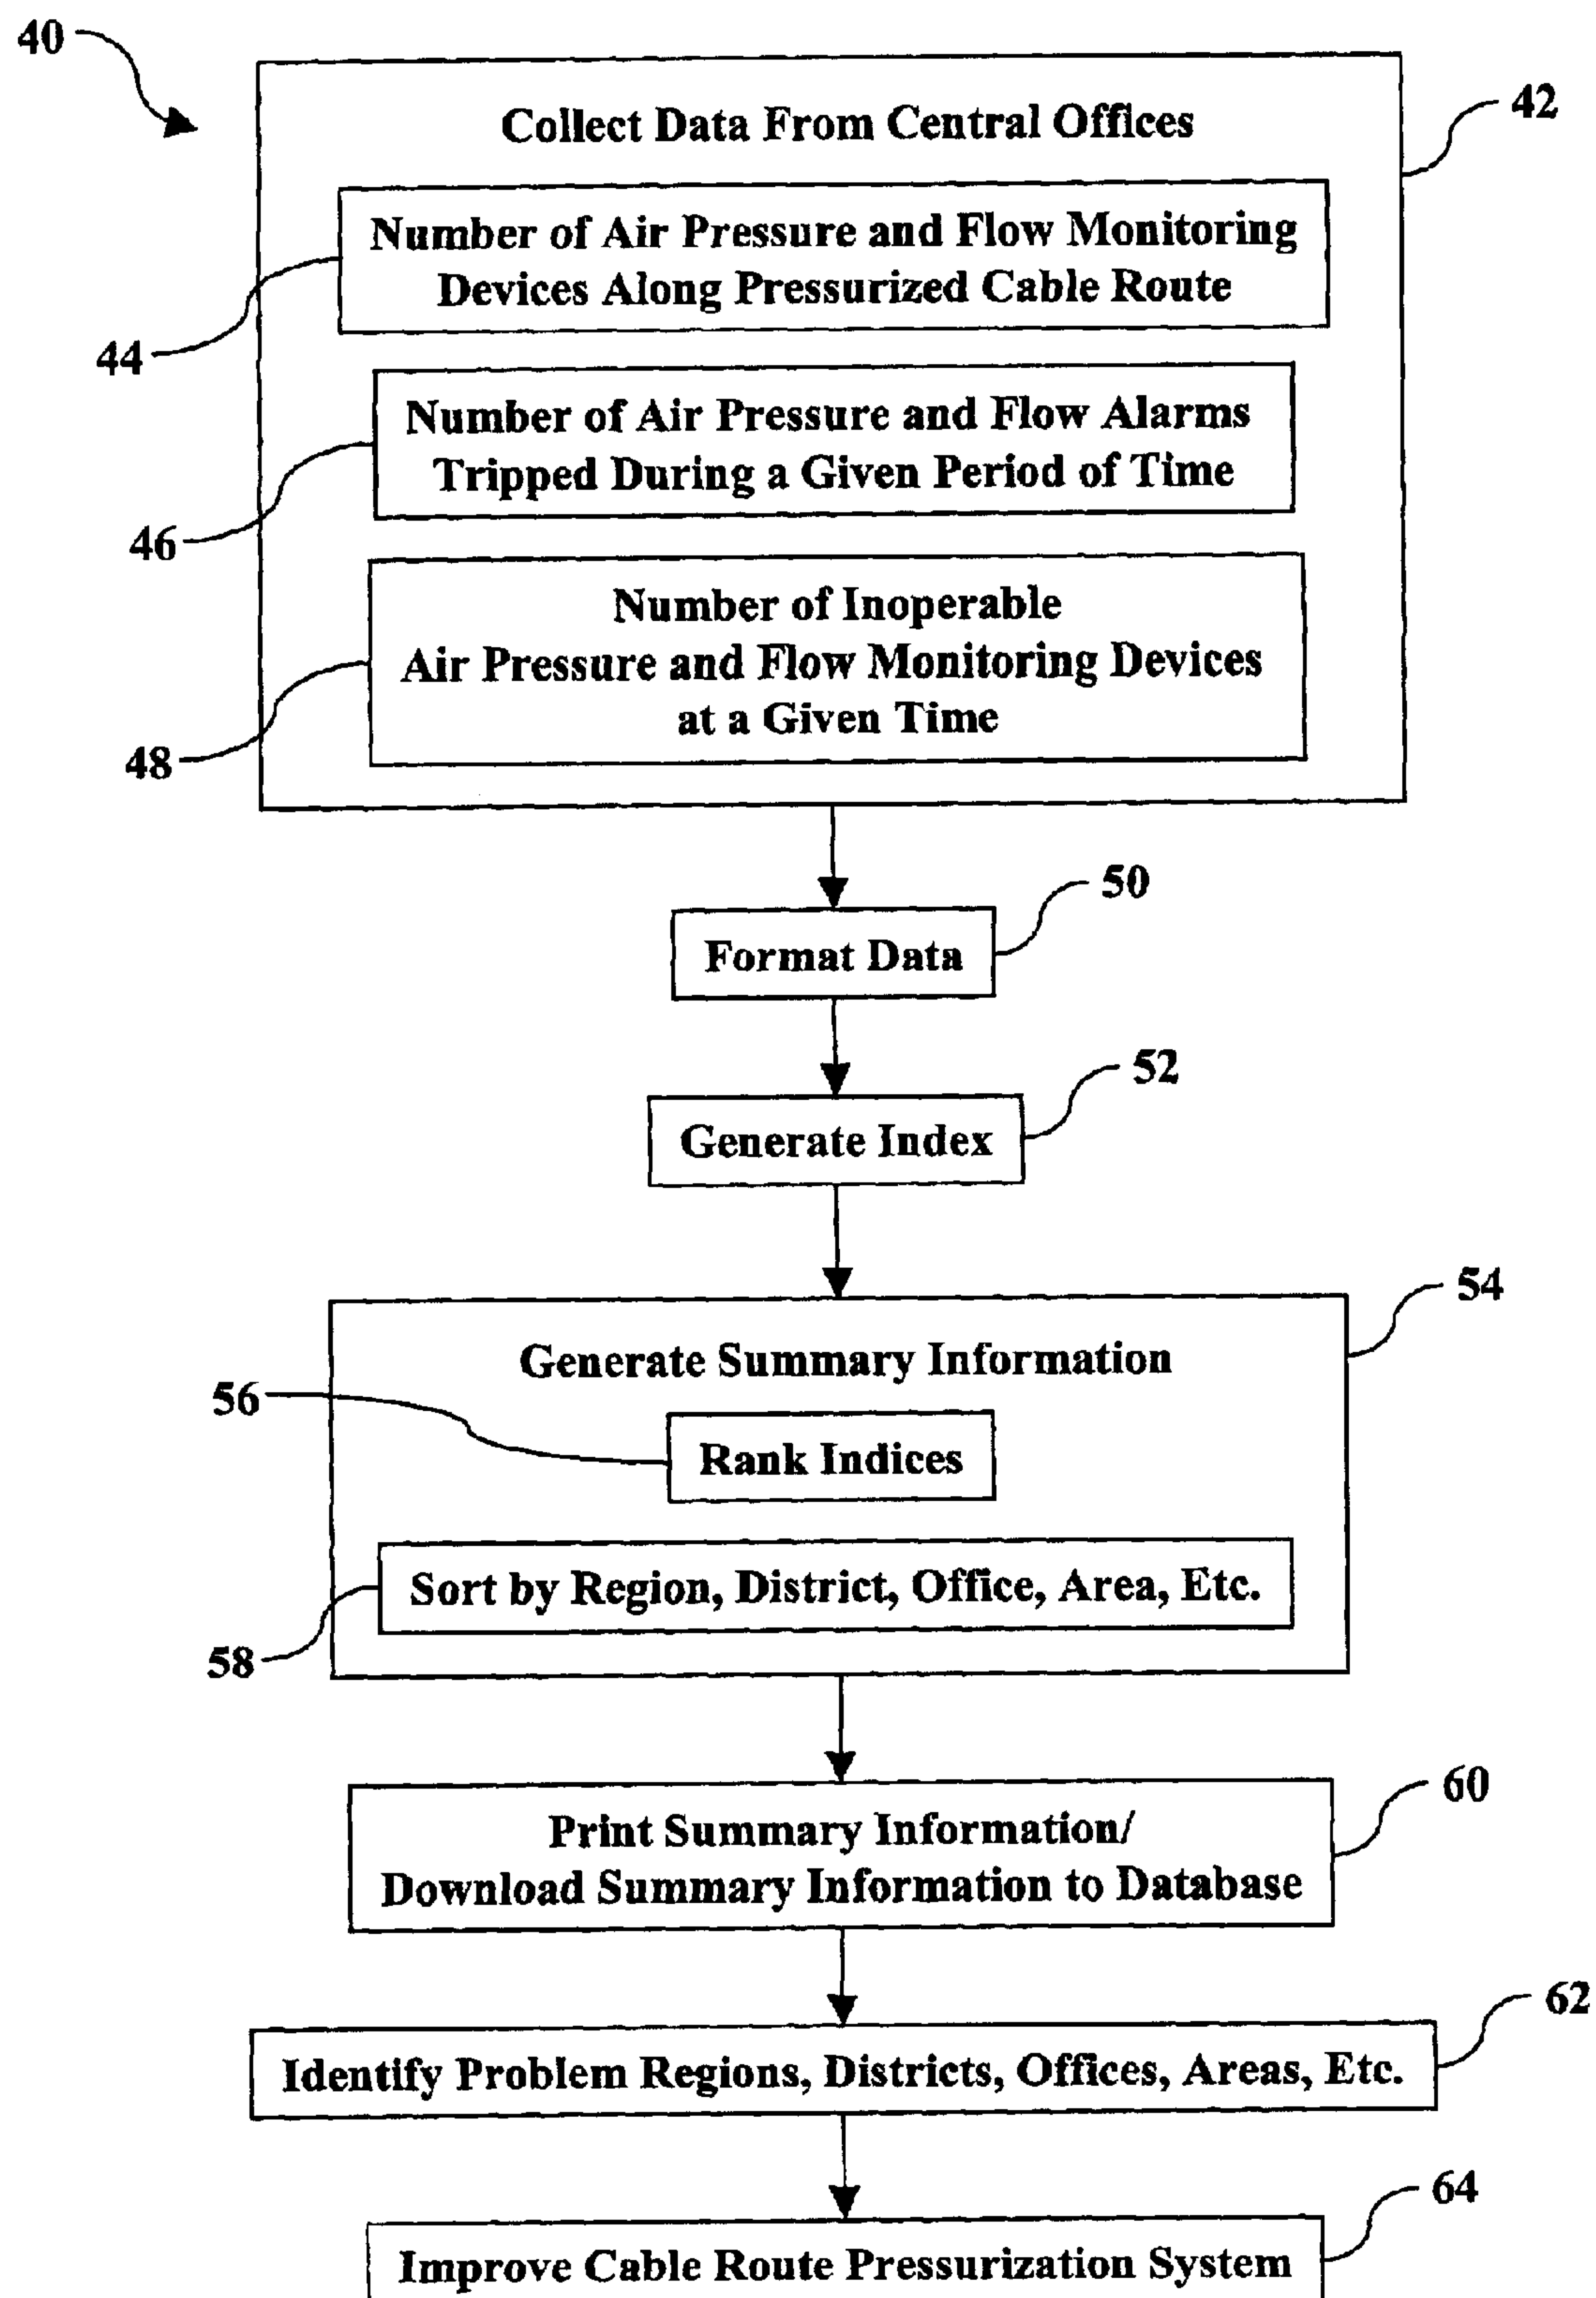 40
42
Collect Data From Central Offices
Number of Air Pressure and Flow Monitoring
Devices Along Pressurized Cable Route
44
Number of Air Pressure and Flow Alarms
Tripped During a Given Period of Time
46
Number of Inoperable
Air Pressure and Flow Monitoring Devices
at a Given Time
48
50
Format Data
52
Generate Index
54
Generate Summary Information
56
Rank Indices
Sort by Region, District, Office, Area, Etc.
58
60
Print Summary Information/
Download Summary Information to Database
62
Identify Problem Regions, Districts, Offices, Areas, Etc.
64
Improve Cable Route Pressurization System